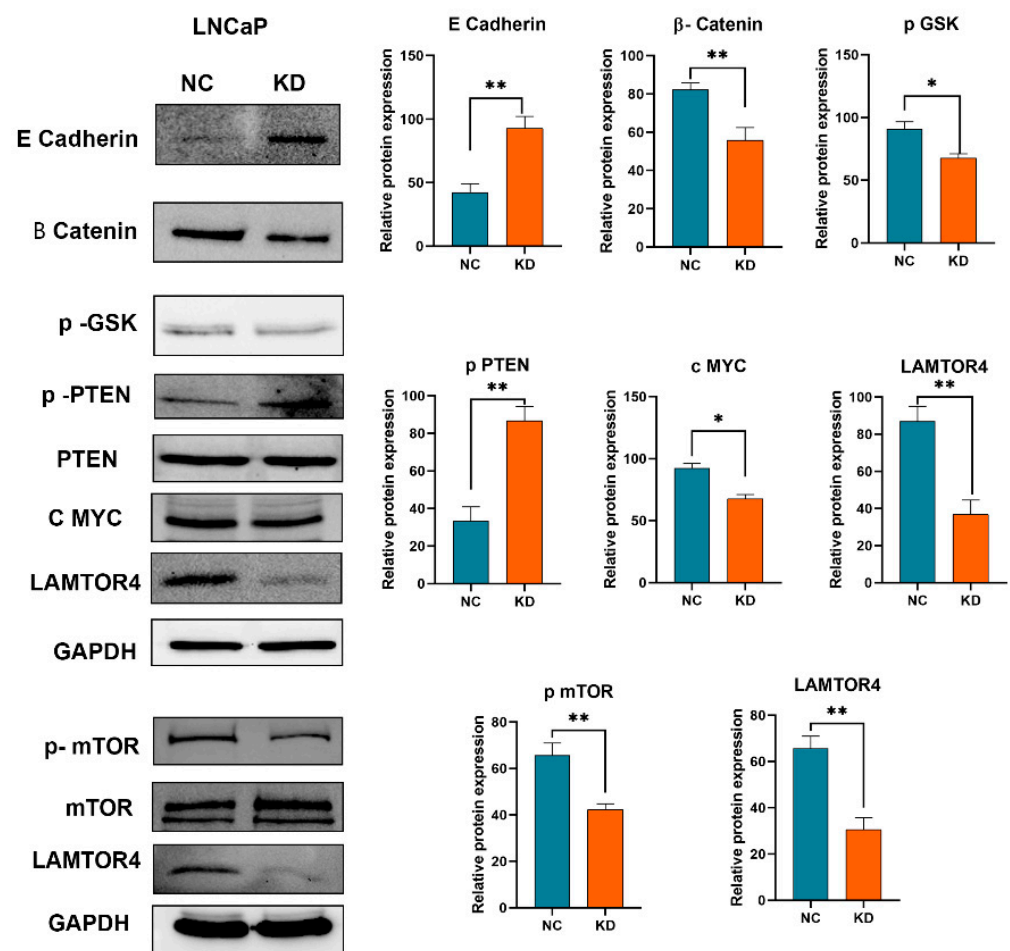 LNCaP
NC KD
E Cadherin
B Catenin
p -GSK
p -PTEN
PTEN
C MYC
LAMTOR4
GAPDH
p- mTOR
mTOR
LAMTOR4
GAPDH
E Cadherin
Relative protein expression
150
100
50
0
**
NC KD
β- Catenin
Relative protein expression
100
80
60
40
20
0
**
NC KD
p GSK
Relative protein expression
150
100
50
0
*
NC KD
p PTEN
Relative protein expression
100
80
60
40
20
0
**
NC KD
c MYC
Relative protein expression
150
100
50
0
*
NC KD
LAMTOR4
Relative protein expression
100
80
60
40
20
0
**
NC KD
p mTOR
Relative protein expression
80
60
40
20
0
**
NC KD
LAMTOR4
Relative protein expression
80
60
40
20
0
**
NC KD